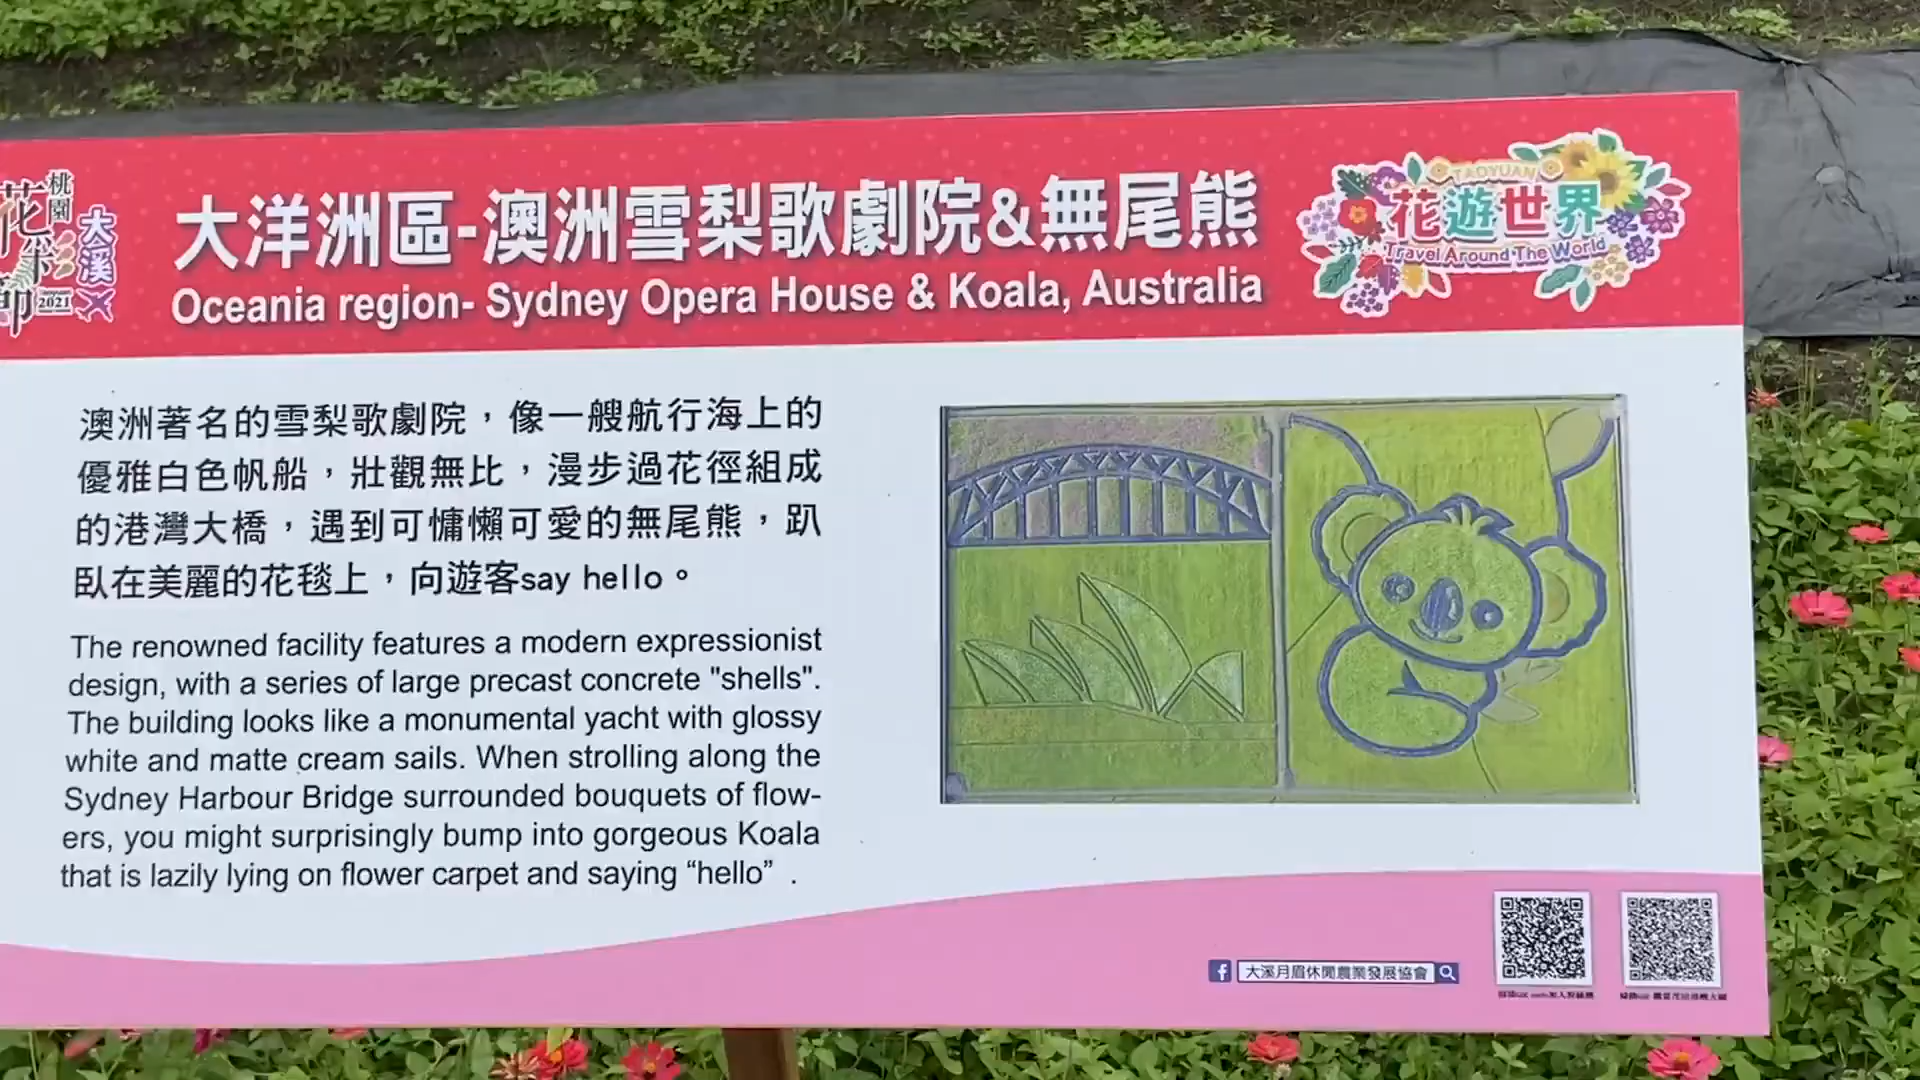 桃園
花彩節
2021
大溪
大洋洲區-澳洲雪梨歌劇院&無尾熊
Oceania region- Sydney Opera House & Koala, Australia
TAOYUAN
花遊世界
Travel Around The World
澳洲著名的雪梨歌劇院，像一艘航行海上的
優雅白色帆船，壯觀無比，漫步過花徑組成
的港灣大橋，遇到可慵懶可愛的無尾熊，趴
臥在美麗的花毯上，向遊客say hello。
The renowned facility features a modern expressionist
design, with a series of large precast concrete "shells".
The building looks like a monumental yacht with glossy
white and matte cream sails. When strolling along the
Sydney Harbour Bridge surrounded bouquets of flow-
ers, you might surprisingly bump into gorgeous Koala
that is lazily lying on flower carpet and saying “hello” .
f 大溪月眉休閒農業發展協會